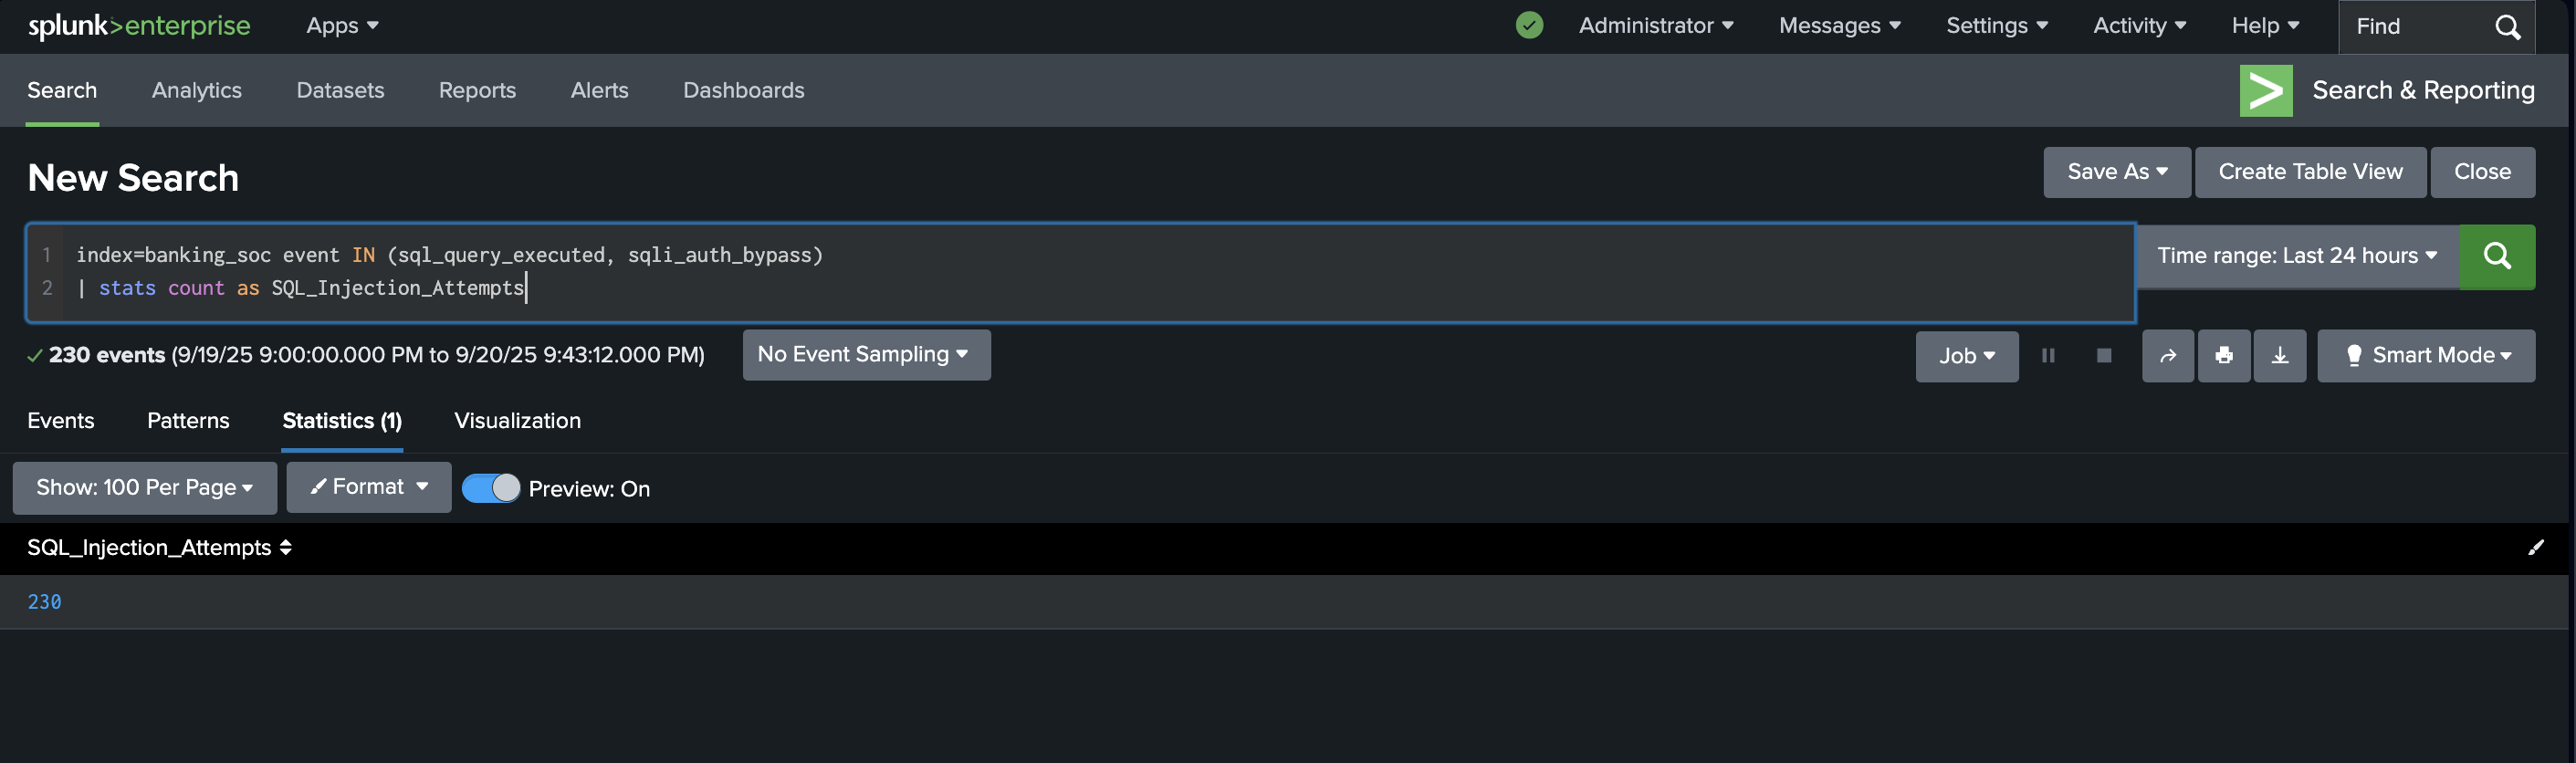 splunk>enterprise Apps Administrator Messages Settings Activity Help Find
Search Analytics Datasets Reports Alerts Dashboards Search & Reporting
New Search Save As Create Table View Close
1 index=banking_soc event IN (sql_query_executed, sqli_auth_bypass) Time range: Last 24 hours
2 | stats count as SQL_Injection_Attempts
✓ 230 events (9/19/25 9:00:00.000 PM to 9/20/25 9:43:12.000 PM) No Event Sampling Job Smart Mode
Events Patterns Statistics (1) Visualization
Show: 100 Per Page Format Preview: On
SQL_Injection_Attempts
230